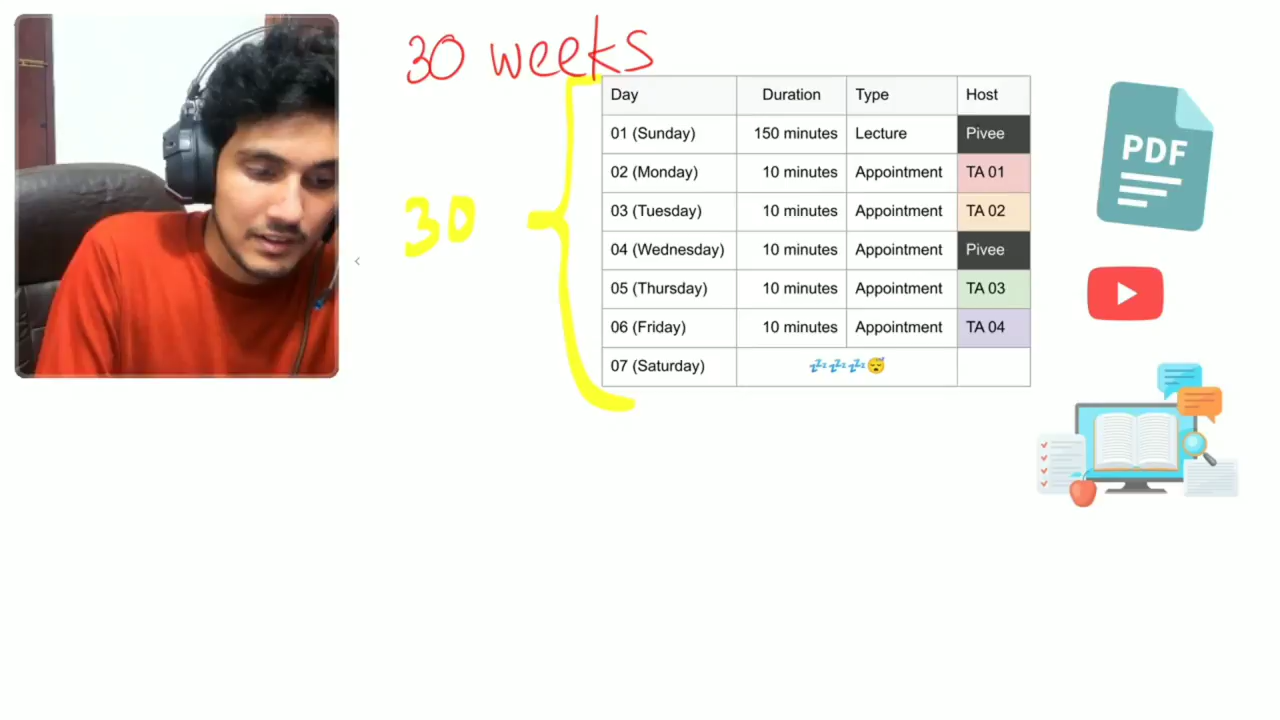 30 weeks
30
Day Duration Type Host
01 (Sunday) 150 minutes Lecture Pivee
02 (Monday) 10 minutes Appointment TA 01
03 (Tuesday) 10 minutes Appointment TA 02
04 (Wednesday) 10 minutes Appointment Pivee
05 (Thursday) 10 minutes Appointment TA 03
06 (Friday) 10 minutes Appointment TA 04
07 (Saturday) 💤💤💤😴
PDF